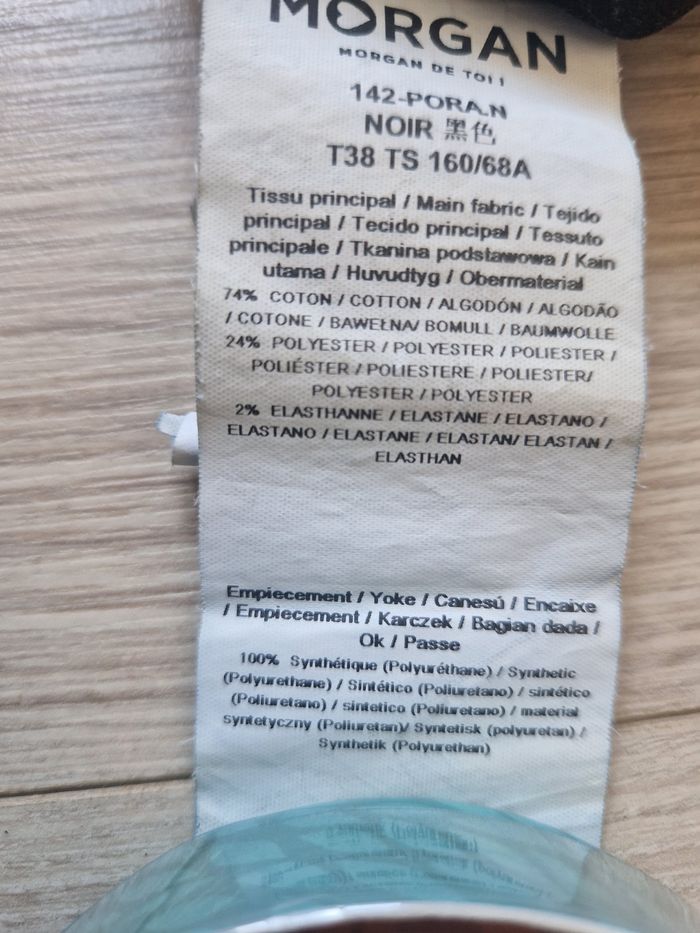 MORGAN
MORGAN DE TOI !
142-PORA.N
NOIR 黑色
T38 TS 160/68A
Tissu principal / Main fabric / Tejido
principal / Tecido principal / Tessuto
principale / Tkanina podstawowa / Kain
utama / Huvudtyg / Obermaterial
74% COTON / COTTON / ALGODÓN / ALGODÃO
/ COTONE / BAWEŁNA/ BOMULL / BAUMWOLLE
24% POLYESTER / POLYESTER / POLIESTER /
POLIÉSTER / POLIESTERE / POLIESTER/
POLYESTER / POLYESTER
2% ELASTHANNE / ELASTANE / ELASTANO /
ELASTANO / ELASTANE / ELASTAN/ ELASTAN /
ELASTHAN
Empiecement / Yoke / Canesú / Encaixe
/ Empiecement / Karczek / Bagian dada /
Ok / Passe
100% Synthétique (Polyuréthane) / Synthetic
(Polyurethane) / Sintético (Poliuretano) / sintético
(Poliuretano) / sintetico (Poliuretano) / material
syntetyczny (Poliuretan)/ Syntetisk (polyuretan) /
Synthetik (Polyurethan)